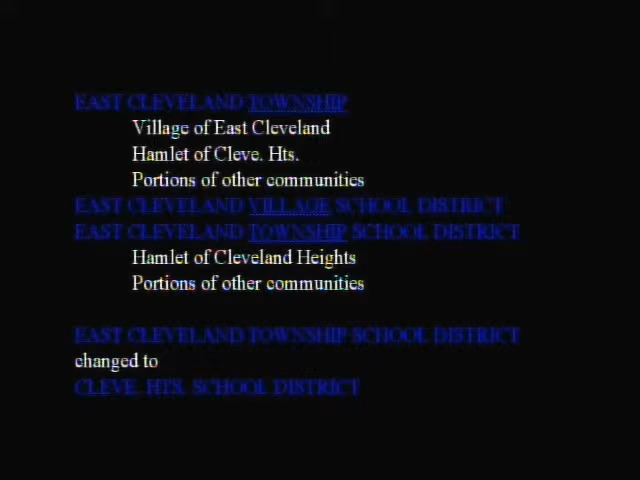 EAST CLEVELAND TOWNSHIP
Village of East Cleveland
Hamlet of Cleve. Hts.
Portions of other communities
EAST CLEVELAND VILLAGE SCHOOL DISTRICT
EAST CLEVELAND TOWNSHIP SCHOOL DISTRICT
Hamlet of Cleveland Heights
Portions of other communities
EAST CLEVELAND TOWNSHIP SCHOOL DISTRICT
changed to
CLEVE. HTS. SCHOOL DISTRICT